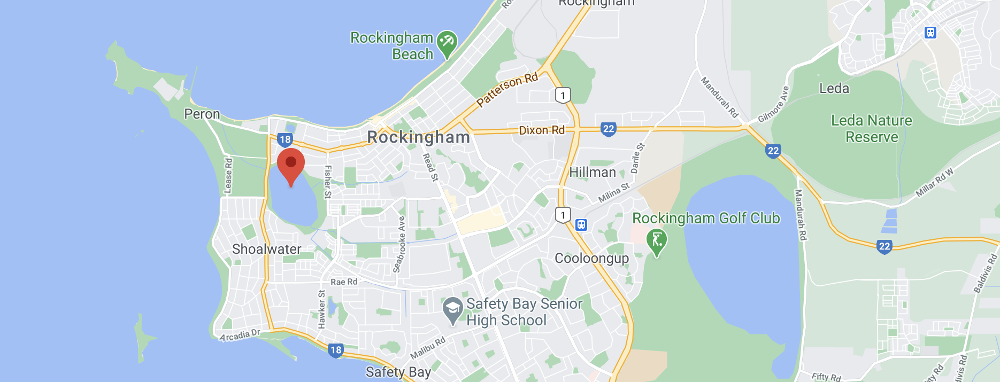 Rockingham
Rockingham
Beach
Patterson Rd
1
Mandurah Rd
Gilmore Ave
Leda
Peron
Leda Nature
Reserve
Dixon Rd
22
Rockingham
18
22
Lease Rd
Fisher St
Read St
Darile St
Hillman
Milina St
Millar Rd W
Mandurah Rd
1
Rockingham Golf Club
Seabrooke Ave
Shoalwater
22
Cooloongup
Baldivis Rd
Rae Rd
Hawker St
Safety Bay Senior
High School
Arcadia Dr
18
Malibu Rd
Safety Bay
Fifty Rd